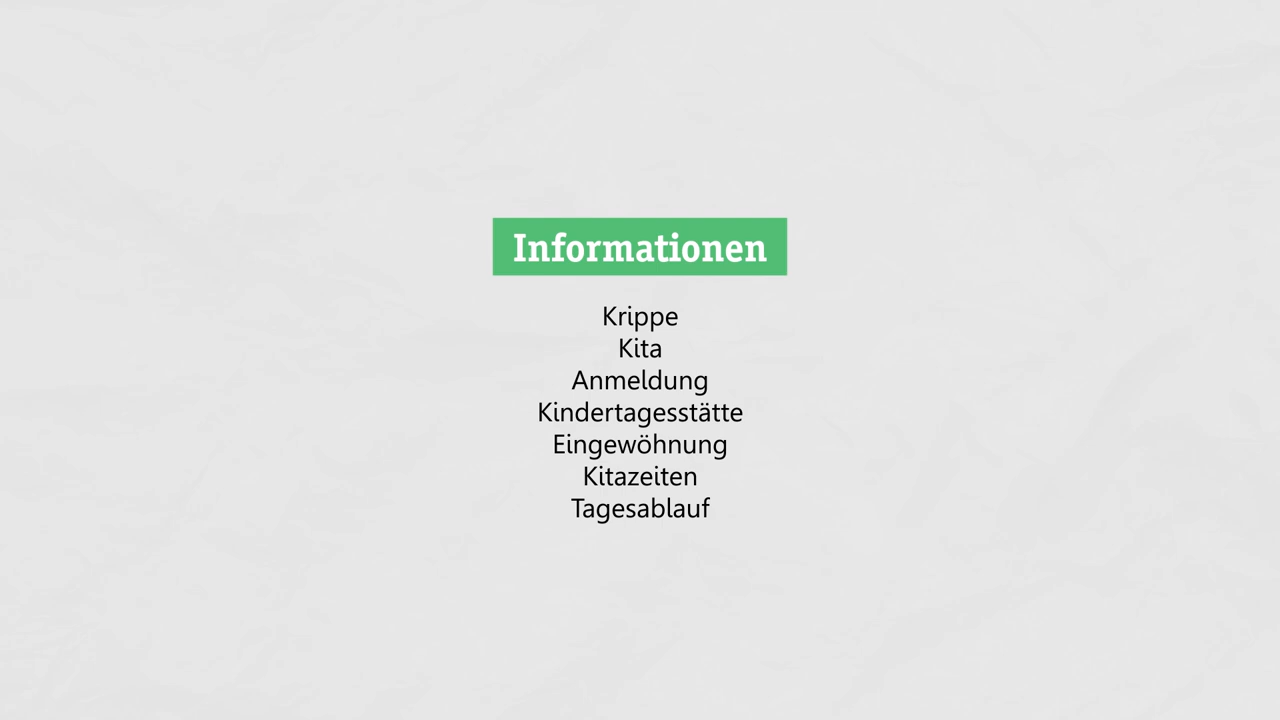 Informationen
Krippe
Kita
Anmeldung
Kindertagesstätte
Eingewöhnung
Kitazeiten
Tagesablauf